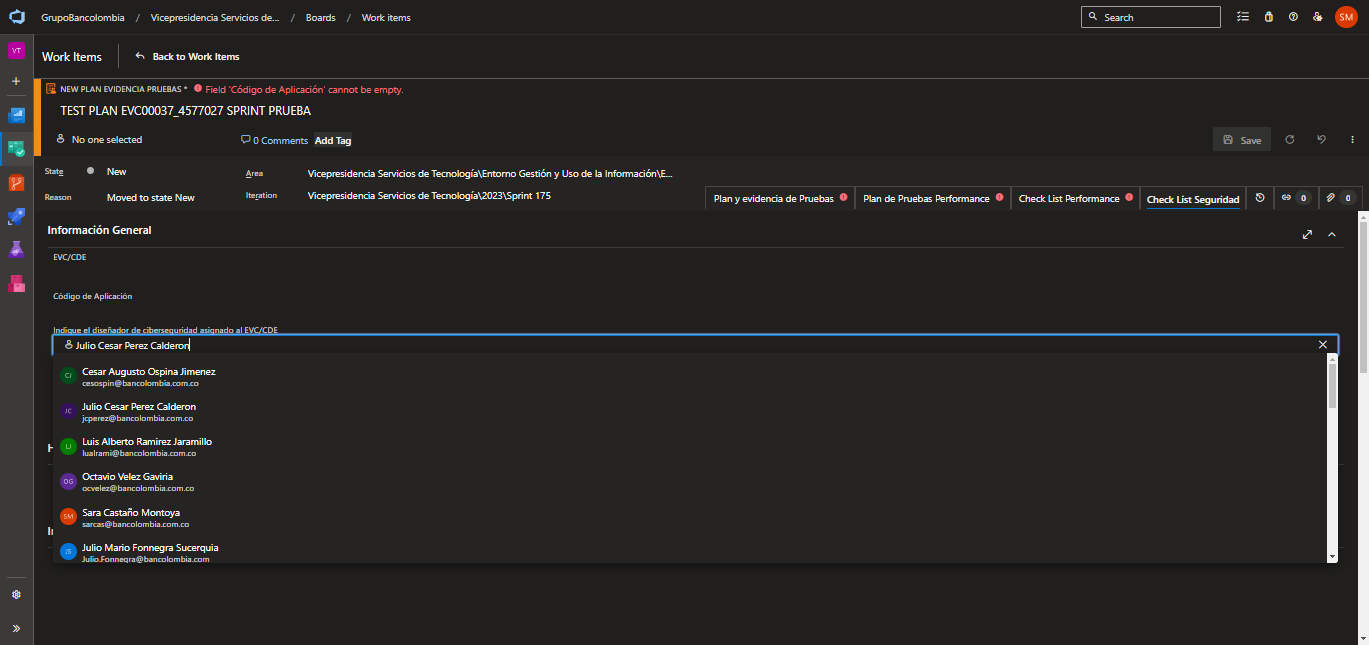 GrupoBancolombia / Vicepresidencia Servicios de... / Boards / Work items
Search
SM
VT
Work Items
Back to Work Items
NEW PLAN EVIDENCIA PRUEBAS * Field 'Código de Aplicación' cannot be empty.
TEST PLAN EVC00037_4577027 SPRINT PRUEBA
No one selected
0 Comments
Add Tag
Save
State
New
Area
Vicepresidencia Servicios de Tecnología\Entorno Gestión y Uso de la Información\E...
Reason
Moved to state New
Iteration
Vicepresidencia Servicios de Tecnología\2023\Sprint 175
Plan y evidencia de Pruebas
Plan de Pruebas Performance
Check List Performance
Check List Seguridad
0
0
Información General
EVC/CDE
Código de Aplicación
Indique el diseñador de ciberseguridad asignado al EVC/CDE
Julio Cesar Perez Calderon
CJ
Cesar Augusto Ospina Jimenez
cesospin@bancolombia.com.co
JC
Julio Cesar Perez Calderon
jcperez@bancolombia.com.co
LJ
Luis Alberto Ramirez Jaramillo
lualrami@bancolombia.com.co
OG
Octavio Velez Gaviria
ocvelez@bancolombia.com.co
SM
Sara Castaño Montoya
sarcas@bancolombia.com.co
JS
Julio Mario Fonnegra Sucerquia
Julio.Fonnegra@bancolombia.com